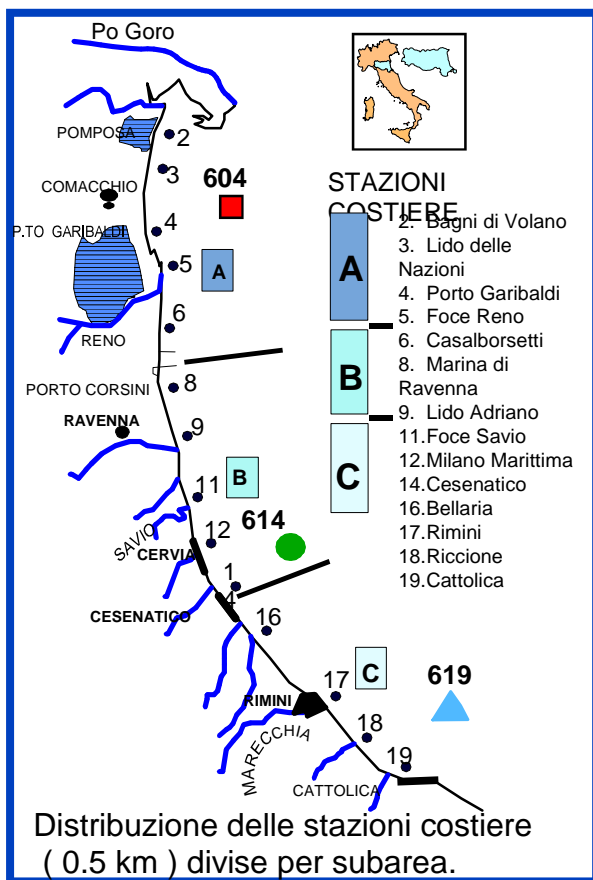 Po Goro
POMPOSA
2
3
COMACCHIO
604
P.TO GARIBALDI
4
5
A
6
RENO
PORTO CORSINI
8
RAVENNA
9
11
B
SAVIO
12
614
CERVIA
1
4
CESENATICO
16
17
C
619
RIMINI
MARECCHIA
18
19
CATTOLICA
STAZIONI
COSTIERE
A
B
C
2. Bagni di Volano
3. Lido delle
Nazioni
4. Porto Garibaldi
5. Foce Reno
6. Casalborsetti
8. Marina di
Ravenna
9. Lido Adriano
11.Foce Savio
12.Milano Marittima
14.Cesenatico
16.Bellaria
17.Rimini
18.Riccione
19.Cattolica
Distribuzione delle stazioni costiere
( 0.5 km ) divise per subarea.